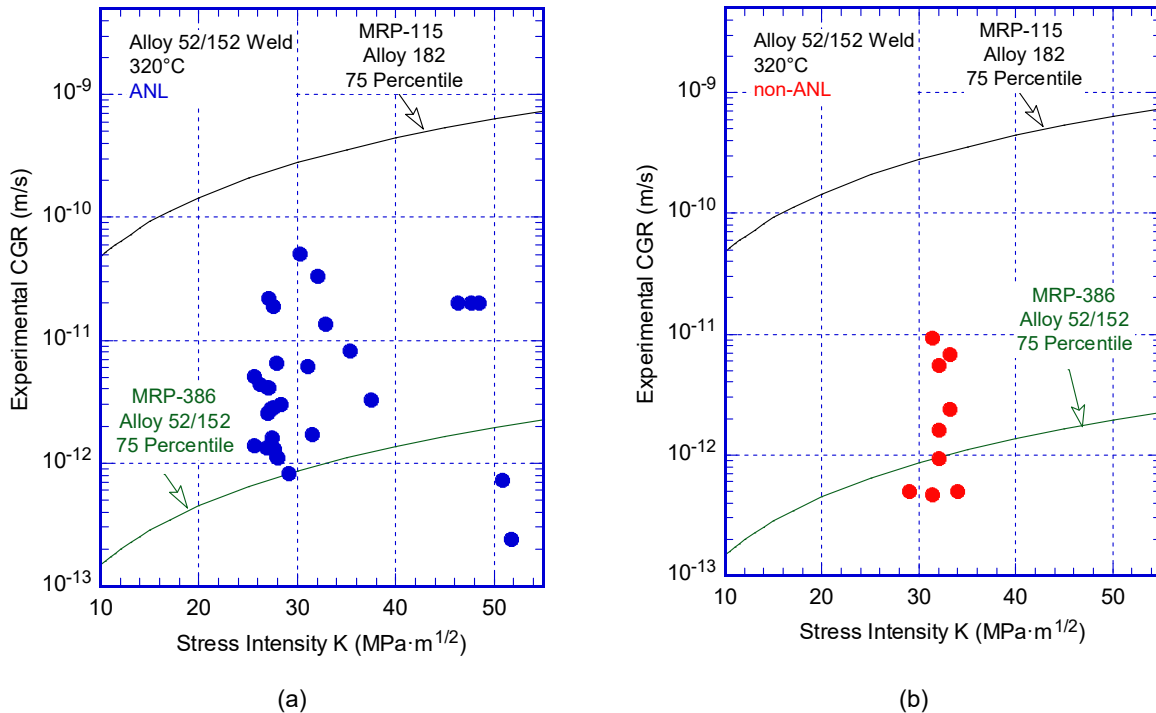 Alloy 52/152 Weld
320°C
ANL
MRP-115
Alloy 182
75 Percentile
MRP-386
Alloy 52/152
75 Percentile
Experimental CGR (m/s)
10-9
10-10
10-11
10-12
10-13
10 20 30 40 50
Stress Intensity K (MPa·m1/2)
(a)
Alloy 52/152 Weld
320°C
non-ANL
MRP-115
Alloy 182
75 Percentile
MRP-386
Alloy 52/152
75 Percentile
Experimental CGR (m/s)
10-9
10-10
10-11
10-12
10-13
10 20 30 40 50
Stress Intensity K (MPa·m1/2)
(b)